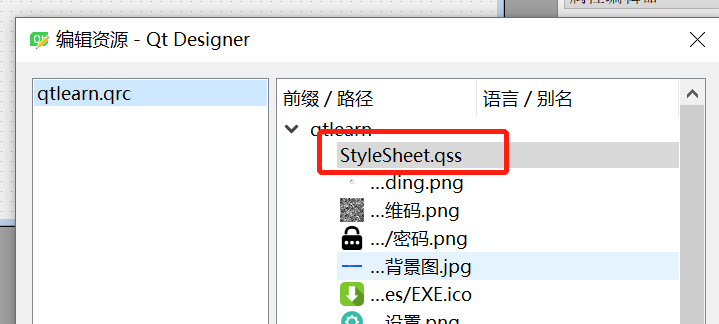 编辑资源 - Qt Designer
qtlearn.qrc
前缀 / 路径
语言 / 别名
qtlearn
StyleSheet.qss
...ding.png
...维码.png
.../密码.png
...背景图.jpg
...es/EXE.ico
...设置.png